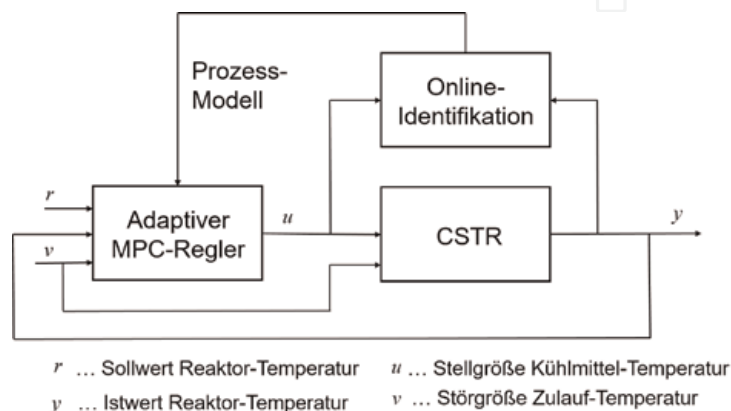 Prozess-
Modell
Online-
Identifikation
r
Adaptiver
MPC-Regler
u
CSTR
y
v
r ... Sollwert Reaktor-Temperatur
u ... Stellgröße Kühlmittel-Temperatur
y ... Istwert Reaktor-Temperatur
v ... Störgröße Zulauf-Temperatur